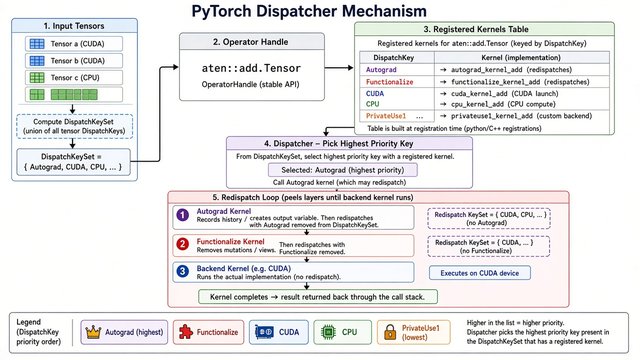 PyTorch Dispatcher Mechanism
1. Input Tensors
Tensor a (CUDA)
Tensor b (CUDA)
Tensor c (CPU)
Compute DispatchKeySet
(union of all tensor DispatchKeys)
DispatchKeySet =
{ Autograd, CUDA, CPU, ... }
2. Operator Handle
aten::add.Tensor
OperatorHandle (stable API)
3. Registered Kernels Table
Registered kernels for aten::add.Tensor (keyed by DispatchKey)
DispatchKey Kernel (implementation)
Autograd → autograd_kernel_add (redispatches)
Functionalize → functionalize_kernel_add (redispatches)
CUDA → cuda_kernel_add (CUDA launch)
CPU → cpu_kernel_add (CPU compute)
PrivateUse1 ... → privateuse1_kernel_add (custom backend)
Table is built at registration time (python/C++ registrations)
4. Dispatcher – Pick Highest Priority Key
From DispatchKeySet, select highest priority key with a registered kernel.
Selected: Autograd (highest priority)
Call Autograd kernel (which may redispatch)
5. Redispatch Loop (peels layers until backend kernel runs)
1 Autograd Kernel
Records history / creates output variable. Then redispatches
with Autograd removed from DispatchKeySet.
Redispatch KeySet = { CUDA, CPU, ... }
(no Autograd)
2 Functionalize Kernel
Removes mutations / views. Then redispatches with
Functionalize removed.
Redispatch KeySet = { CUDA, ... }
(no Functionalize)
3 Backend Kernel (e.g. CUDA)
Runs the actual implementation (no redispatch).
Executes on CUDA device
Kernel completes → result returned back through the call stack.
Legend
(DispatchKey
priority order)
Autograd (highest)
Functionalize
CUDA
CPU
PrivateUse1
(lowest)
Higher in the list = higher priority.
Dispatcher picks the highest priority key present in
the DispatchKeySet that has a registered kernel.